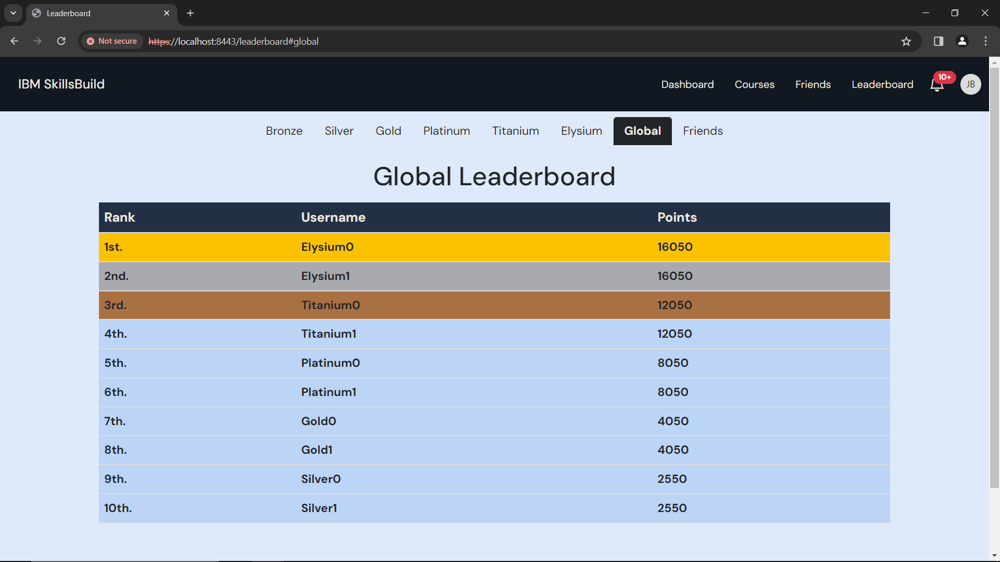 Leaderboard
Not secure https://localhost:8443/leaderboard#global
IBM SkillsBuild Dashboard Courses Friends Leaderboard 10+ JB
Bronze Silver Gold Platinum Titanium Elysium Global Friends
Global Leaderboard
Rank Username Points
1st. Elysium0 16050
2nd. Elysium1 16050
3rd. Titanium0 12050
4th. Titanium1 12050
5th. Platinum0 8050
6th. Platinum1 8050
7th. Gold0 4050
8th. Gold1 4050
9th. Silver0 2550
10th. Silver1 2550